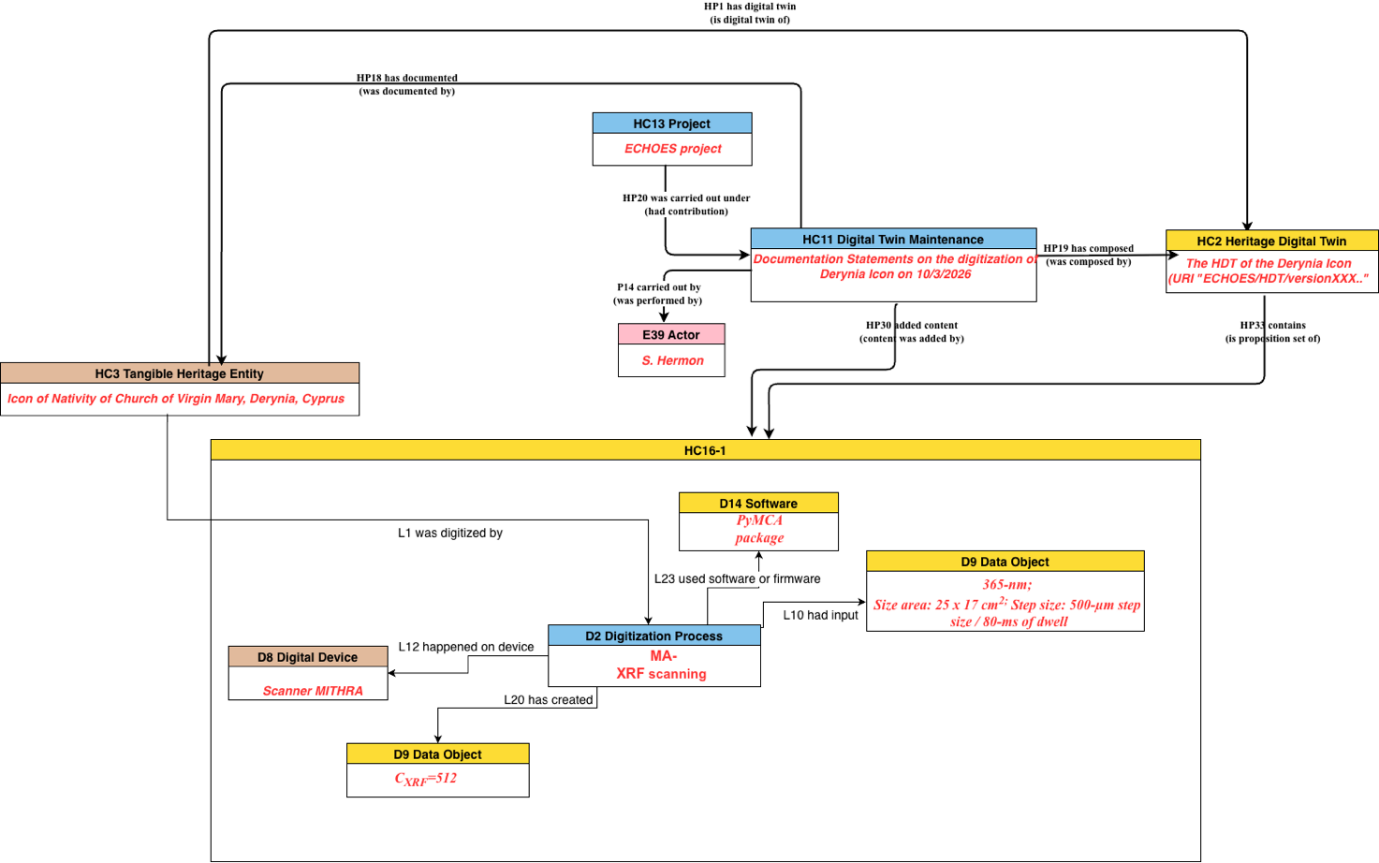 HP1 has digital twin
(is digital twin of)
HP18 has documented
(was documented by)
HC13 Project
ECHOES project
HP20 was carried out under
(had contribution)
HC11 Digital Twin Maintenance
Documentation Statements on the digitization of
Derynia Icon on 10/3/2026
HP19 has composed
(was composed by)
HC2 Heritage Digital Twin
The HDT of the Derynia Icon
(URI "ECHOES/HDT/versionXXX.."
P14 carried out by
(was performed by)
E39 Actor
S. Hermon
HP30 added content
(content was added by)
HP33 contains
(is proposition set of)
HC3 Tangible Heritage Entity
Icon of Nativity of Church of Virgin Mary, Derynia, Cyprus
HC16-1
L1 was digitized by
D14 Software
PyMCA
package
L23 used software or firmware
D9 Data Object
365-nm;
Size area: 25 x 17 cm²; Step size: 500-μm step
size / 80-ms of dwell
L10 had input
D2 Digitization Process
MA-
XRF scanning
L12 happened on device
D8 Digital Device
Scanner MITHRA
L20 has created
D9 Data Object
C_XRF=512